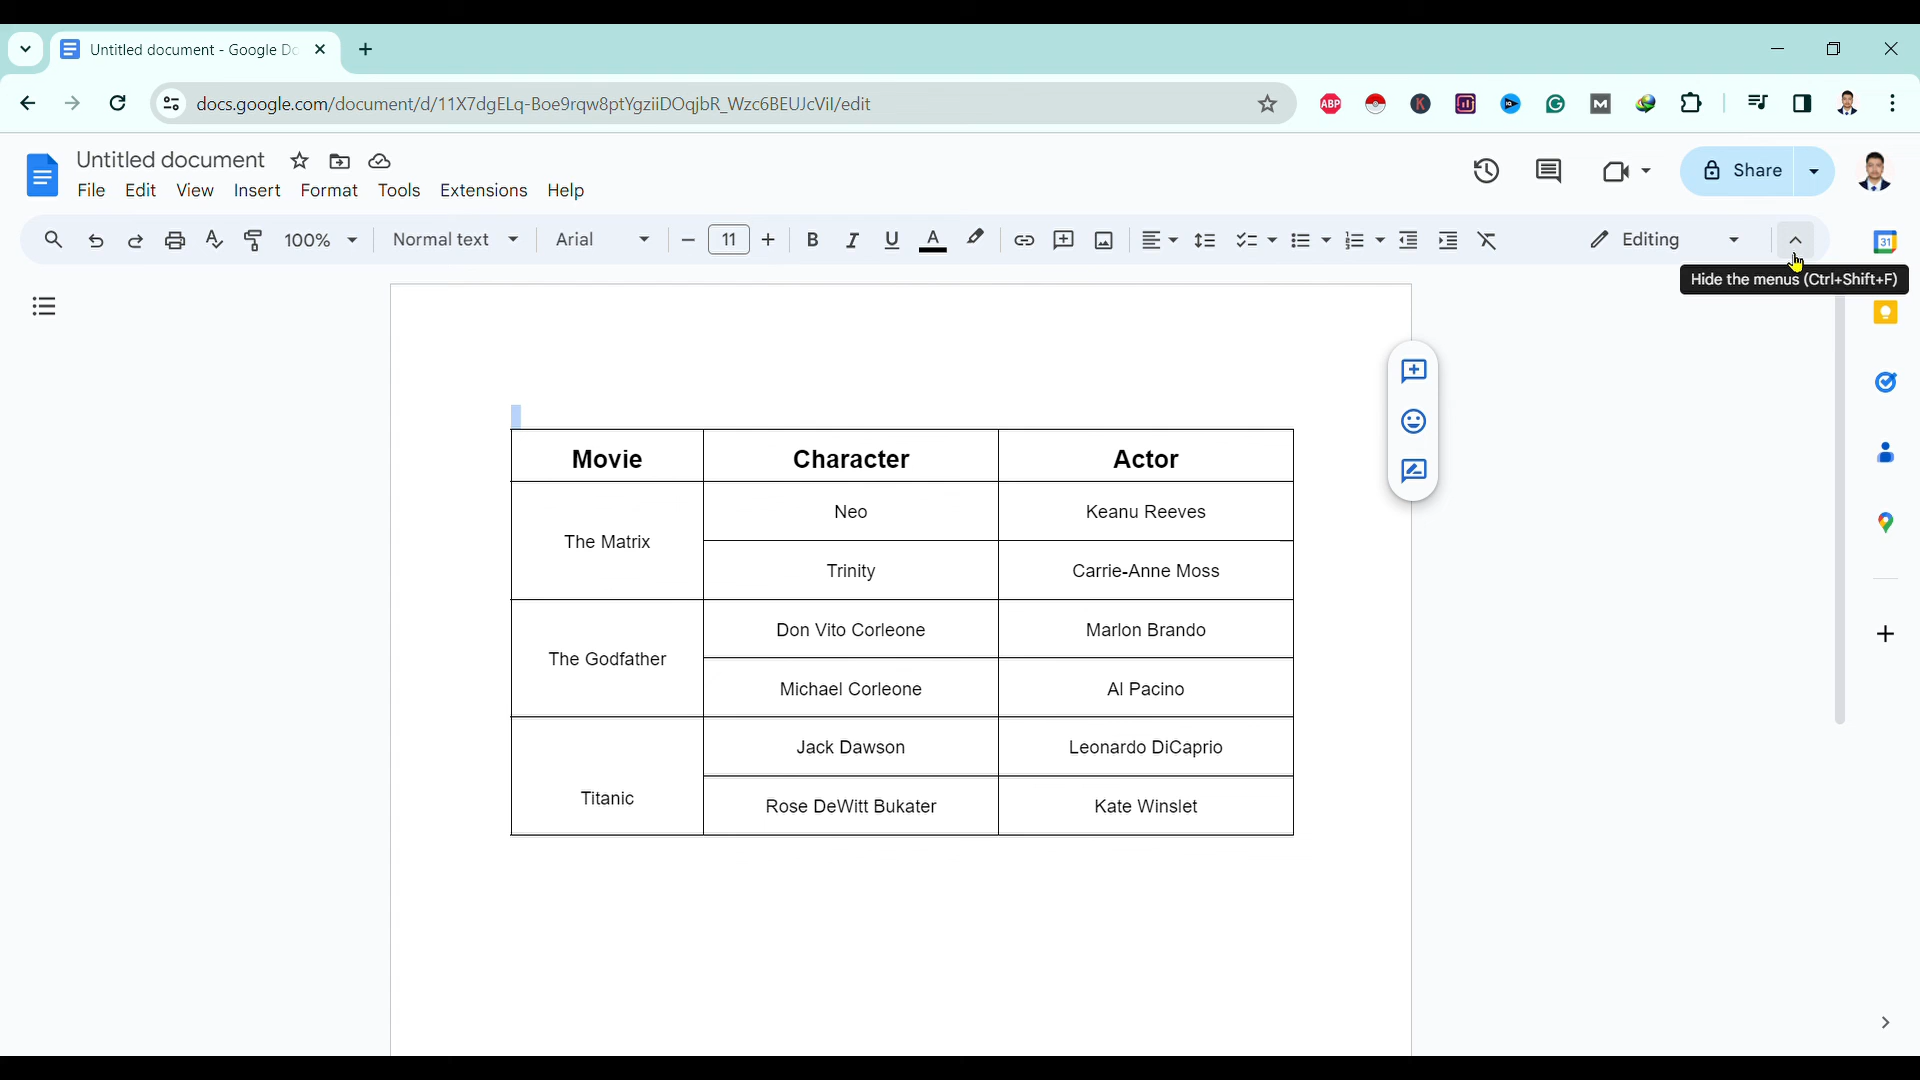 Untitled document - Google Do
docs.google.com/document/d/11X7dgELq-Boe9rqw8ptYgziiDOqjbR_Wzc6BEUJcViI/edit
ABP
K
M
Untitled document
File Edit View Insert Format Tools Extensions Help
Share
100% Normal text Arial 11 B I U A Editing
31
Hide the menus (Ctrl+Shift+F)
Movie Character Actor
The Matrix
Neo Keanu Reeves
Trinity Carrie-Anne Moss
The Godfather
Don Vito Corleone Marlon Brando
Michael Corleone Al Pacino
Titanic
Jack Dawson Leonardo DiCaprio
Rose DeWitt Bukater Kate Winslet